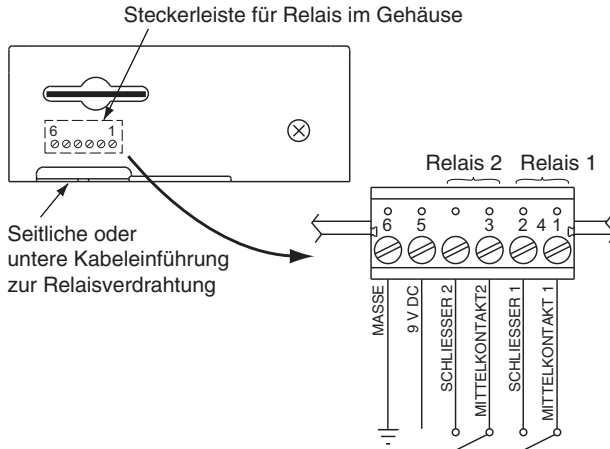 Steckerleiste für Relais im Gehäuse
6 1
Relais 2 Relais 1
6 5 3 2 4 1
Seitliche oder
untere Kabeleinführung
zur Relaisverdrahtung
MASSE
9 V DC
SCHLIESSER 2
MITTELKONTAKT2
SCHLIESSER 1
MITTELKONTAKT 1